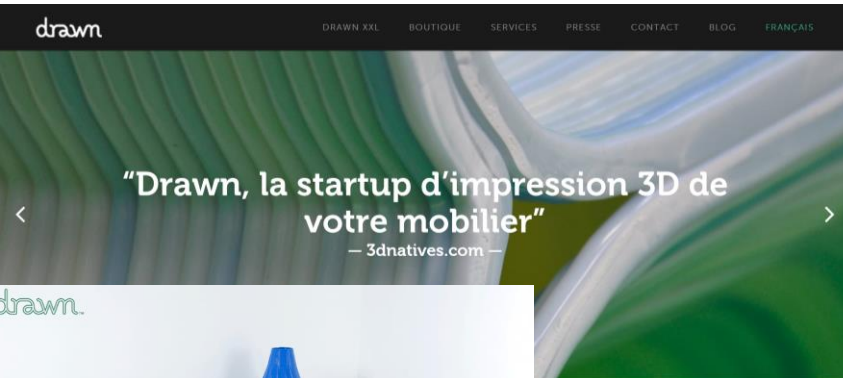 drawn
DRAWN XXL BOUTIQUE SERVICES PRESSE CONTACT BLOG FRANÇAIS
“Drawn, la startup d’impression 3D de
votre mobilier”
— 3dnatives.com —
drawn